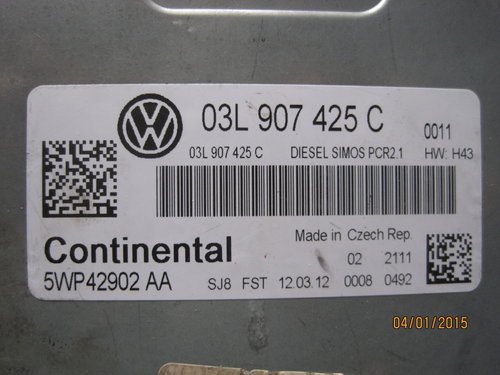 03L 907 425 C 0011
03L 907 425 C DIESEL SIMOS PCR2.1 HW: H43
Continental Made in Czech Rep.
02 2111
5WP42902 AA SJ8 FST 12.03.12 0008 0492
04/01/2015